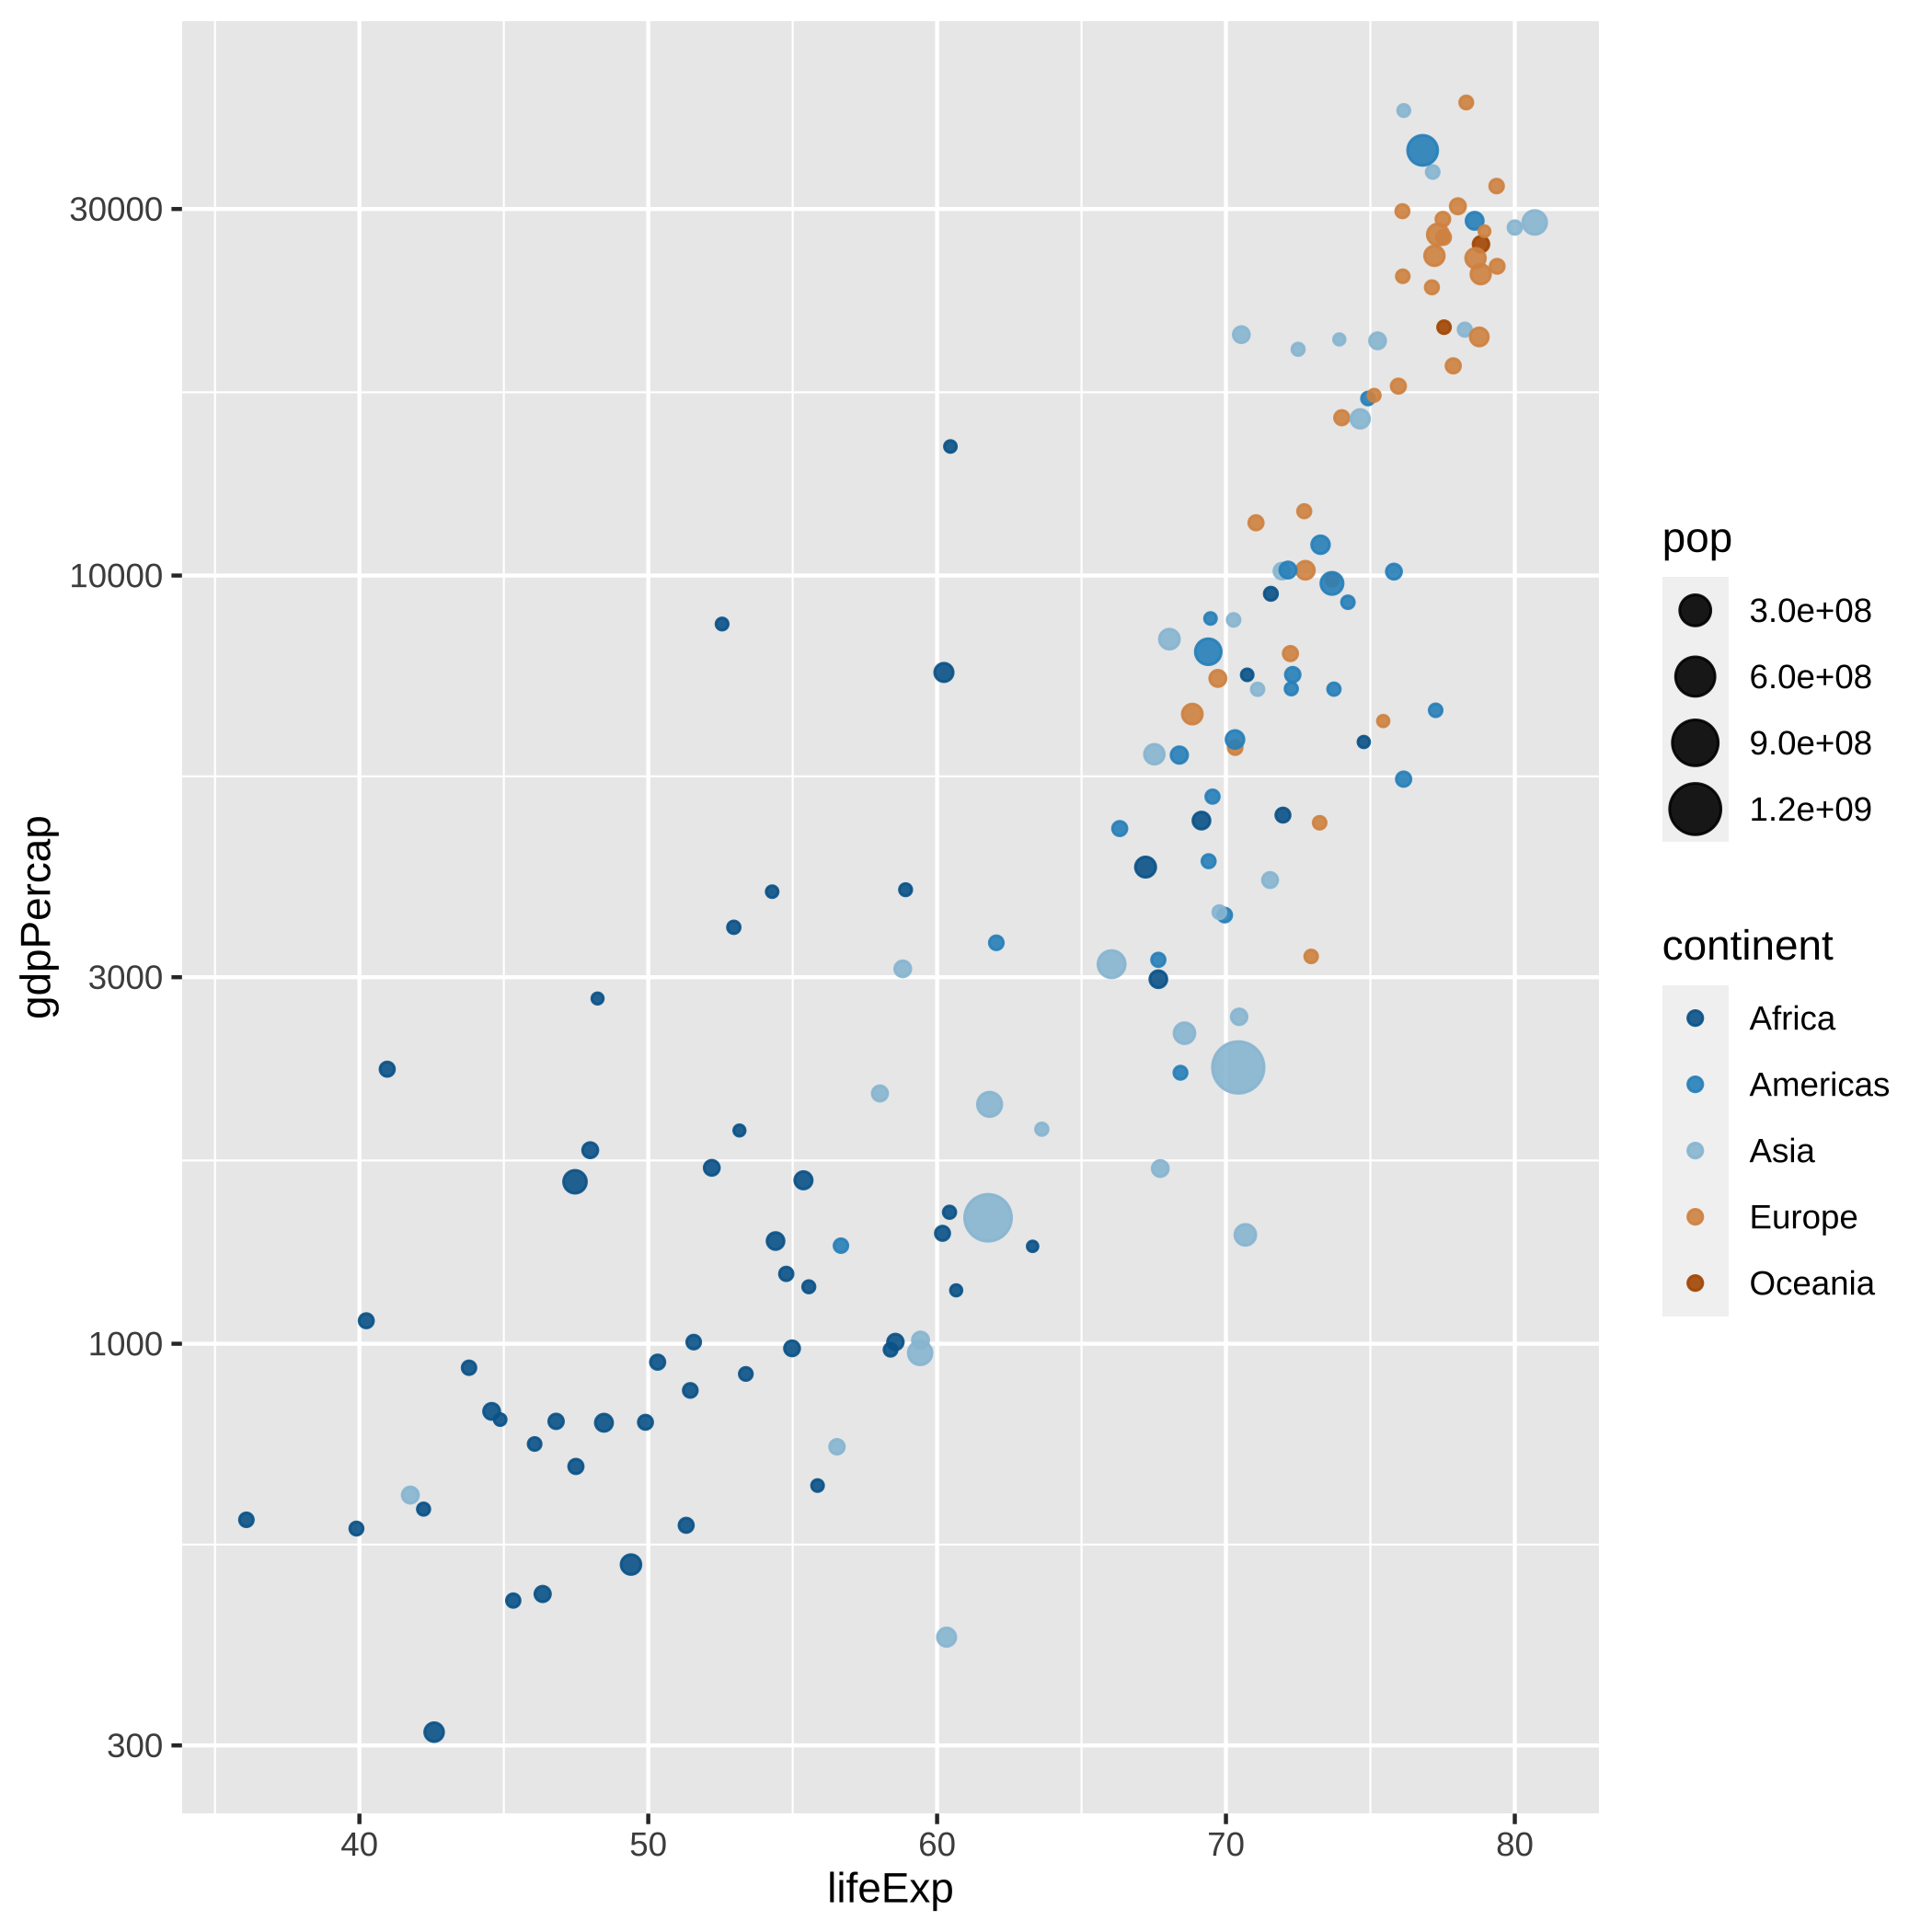 gdpPercap
30000
10000
3000
1000
300
40 50 60 70 80
lifeExp
pop
3.0e+08
6.0e+08
9.0e+08
1.2e+09
continent
Africa
Americas
Asia
Europe
Oceania